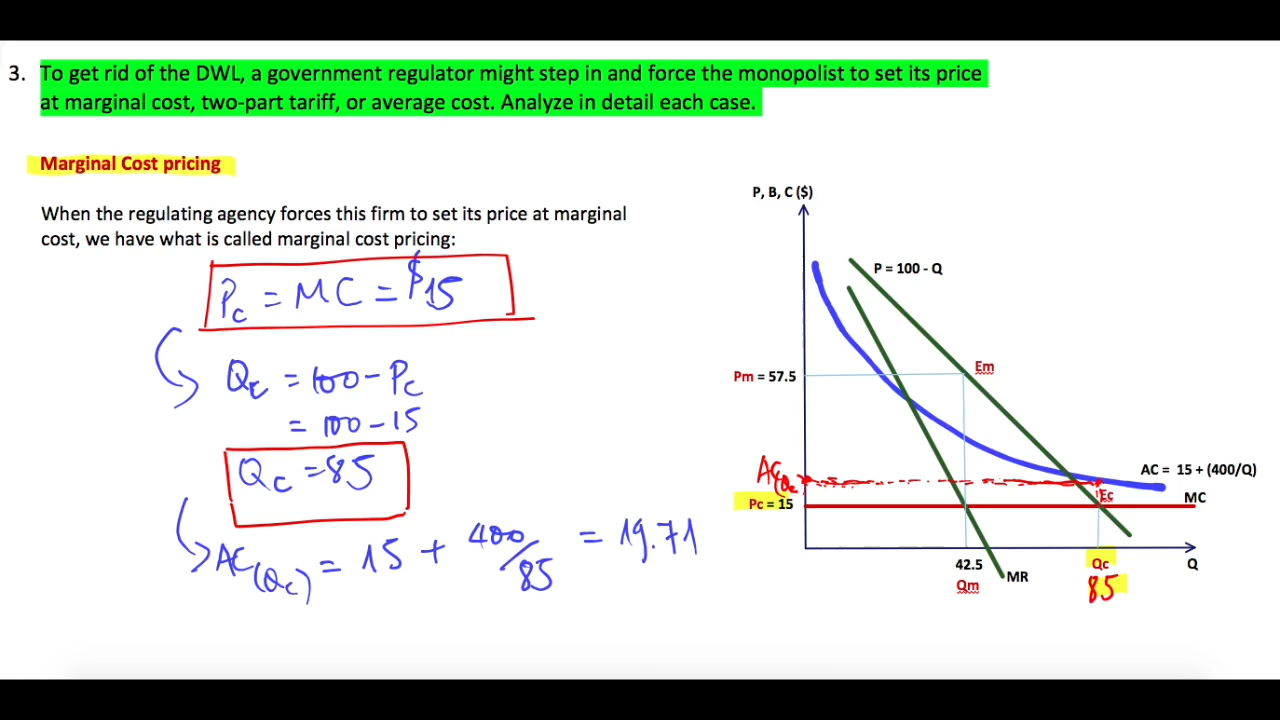 3. To get rid of the DWL, a government regulator might step in and force the monopolist to set its price
at marginal cost, two-part tariff, or average cost. Analyze in detail each case.
Marginal Cost pricing
When the regulating agency forces this firm to set its price at marginal
cost, we have what is called marginal cost pricing:
Pc = MC = $15
Qc = 100 - Pc
= 100 - 15
Qc = 85
AC(Qc) = 15 + 400/85 = 19.71
P, B, C ($)
P = 100 - Q
Em
Pm = 57.5
AC(Qc)
AC = 15 + (400/Q)
Pc = 15
Ec
MC
42.5
Qc
Q
Qm
MR
85